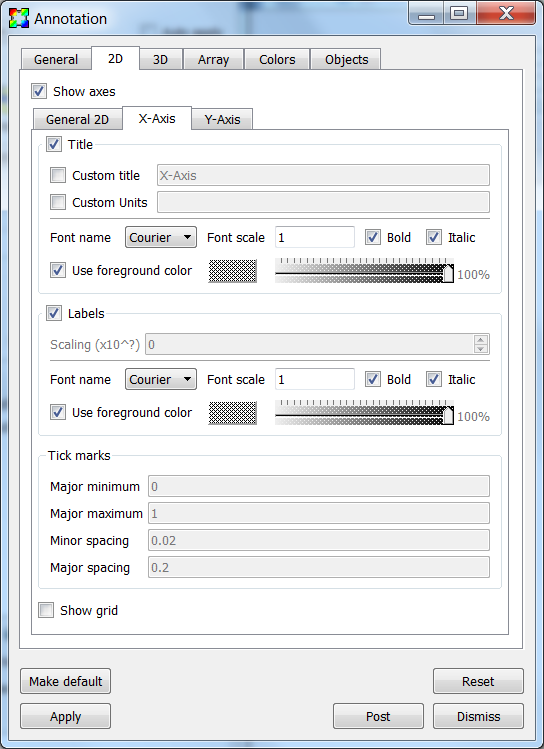 Annotation
General 2D 3D Array Colors Objects
Show axes
General 2D X-Axis Y-Axis
Title
Custom title X-Axis
Custom Units
Font name Courier Font scale 1 Bold Italic
Use foreground color 100%
Labels
Scaling (x10^?) 0
Font name Courier Font scale 1 Bold Italic
Use foreground color 100%
Tick marks
Major minimum 0
Major maximum 1
Minor spacing 0.02
Major spacing 0.2
Show grid
Make default Reset
Apply Post Dismiss